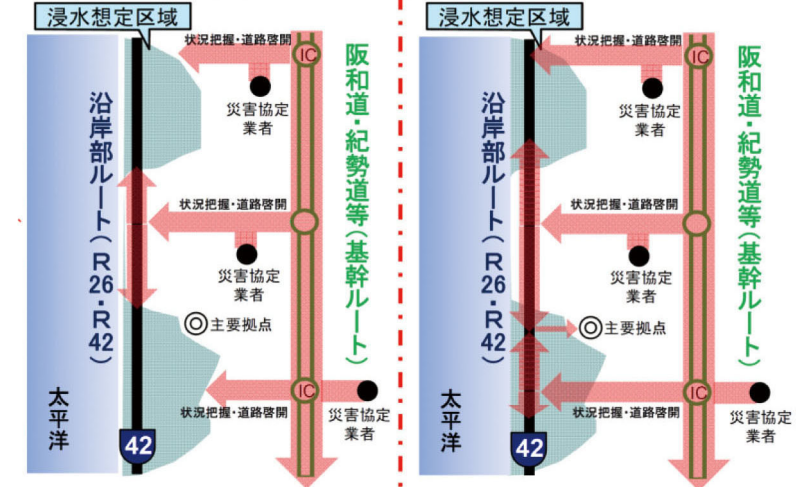 浸水想定区域
状況把握・道路啓開
IC
災害協定
業者
阪和道・紀勢道等(基幹ルート)
沿岸部ルート(R26・R42)
状況把握・道路啓開
災害協定
業者
主要拠点
IC
状況把握・道路啓開
災害協定
業者
太平洋
42
浸水想定区域
状況把握・道路啓開
IC
災害協定
業者
阪和道・紀勢道等(基幹ルート)
沿岸部ルート(R26・R42)
状況把握・道路啓開
災害協定
業者
主要拠点
IC
状況把握・道路啓開
災害協定
業者
太平洋
42